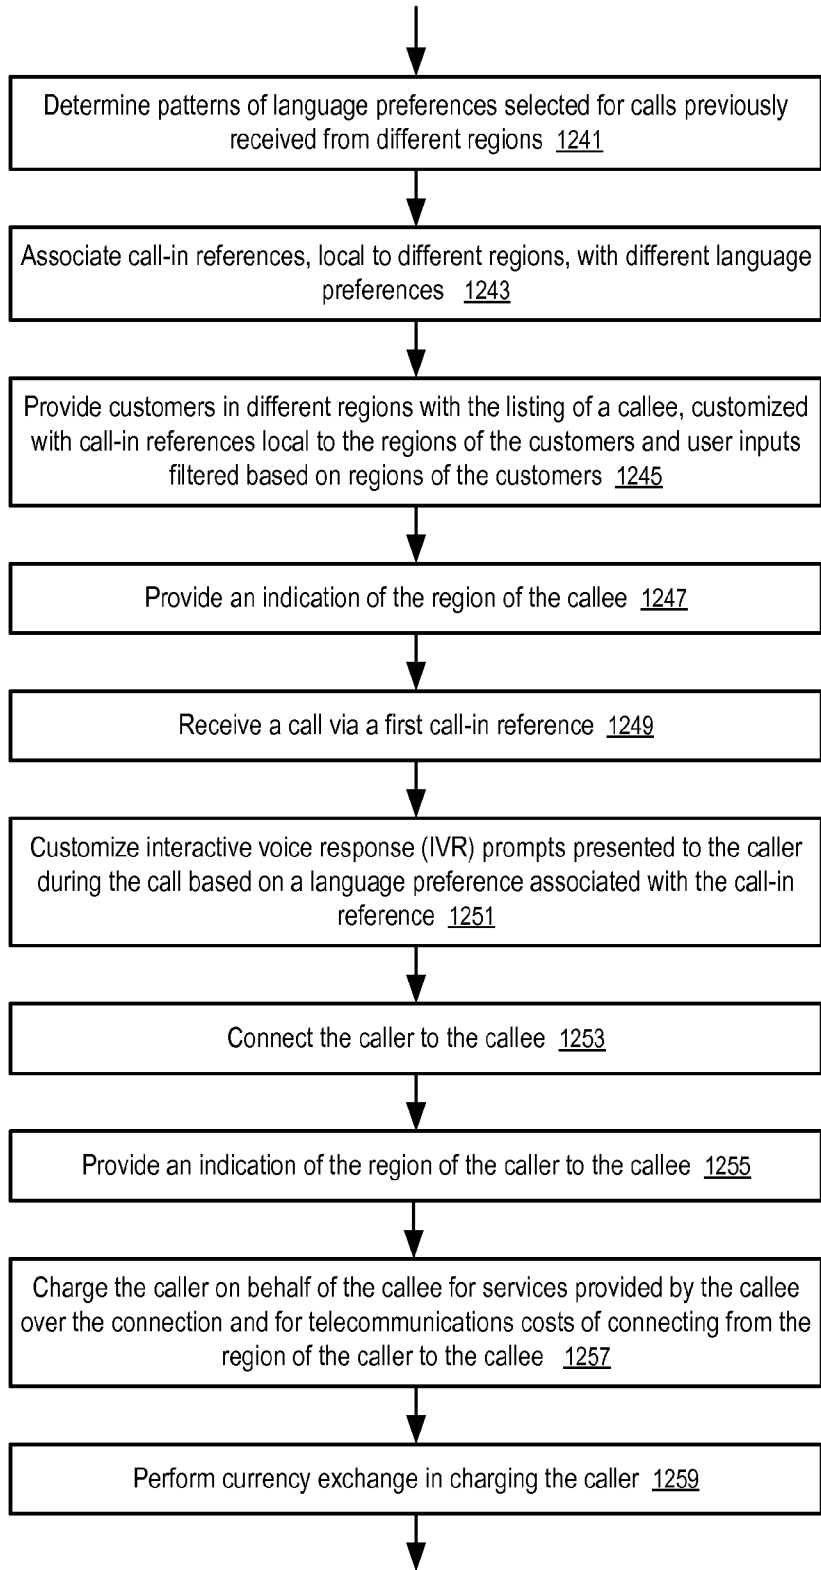 Determine patterns of language preferences selected for calls previously
received from different regions 1241
Associate call-in references, local to different regions, with different language
preferences 1243
Provide customers in different regions with the listing of a callee, customized
with call-in references local to the regions of the customers and user inputs
filtered based on regions of the customers 1245
Provide an indication of the region of the callee 1247
Receive a call via a first call-in reference 1249
Customize interactive voice response (IVR) prompts presented to the caller
during the call based on a language preference associated with the call-in
reference 1251
Connect the caller to the callee 1253
Provide an indication of the region of the caller to the callee 1255
Charge the caller on behalf of the callee for services provided by the callee
over the connection and for telecommunications costs of connecting from the
region of the caller to the callee 1257
Perform currency exchange in charging the caller 1259